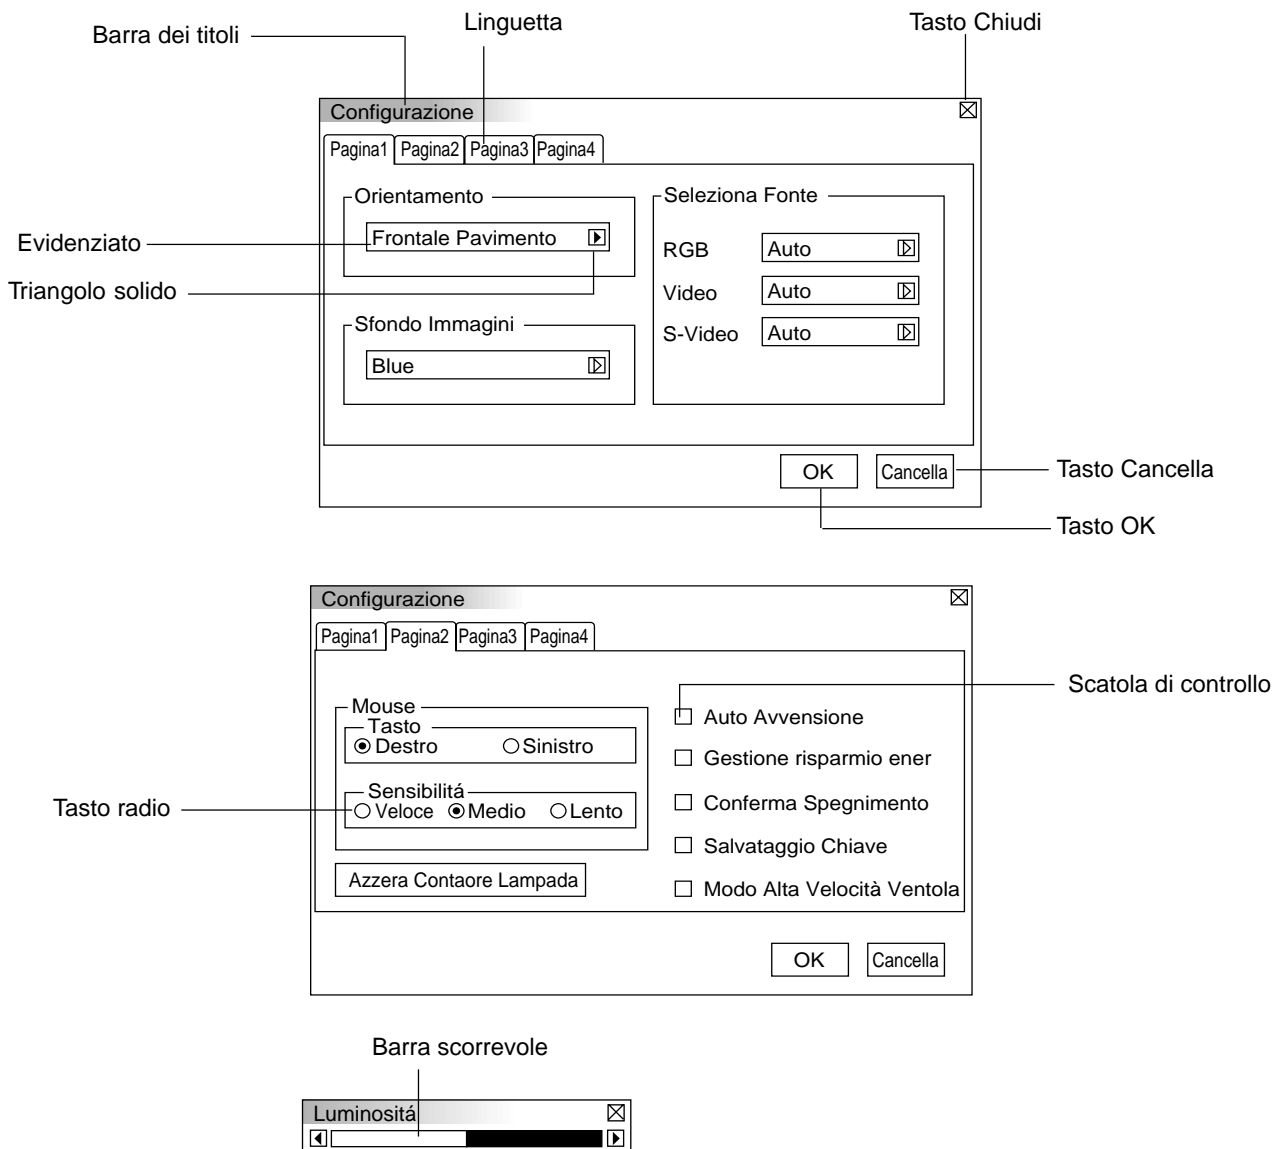 Barra dei titoli
Linguetta
Tasto Chiudi
Configurazione
Pagina1 Pagina2 Pagina3 Pagina4
Orientamento
Frontale Pavimento
Evidenziato
Triangolo solido
Sfondo Immagini
Blue
Seleziona Fonte
RGB Auto
Video Auto
S-Video Auto
OK Cancella
Tasto Cancella
Tasto OK
Configurazione
Pagina1 Pagina2 Pagina3 Pagina4
Mouse
Tasto
Destro Sinistro
Sensibilitá
Veloce Medio Lento
Tasto radio
Azzera Contaore Lampada
Scatola di controllo
Auto Avvensione
Gestione risparmio ener
Conferma Spegnimento
Salvataggio Chiave
Modo Alta Velocità Ventola
OK Cancella
Barra scorrevole
Luminositá